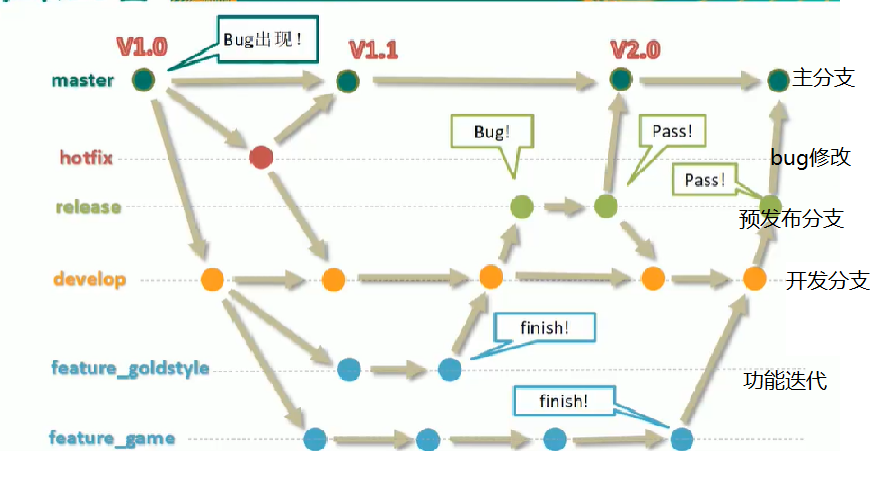 V1.0
Bug出现！
V1.1
V2.0
master
主分支
Bug!
Pass!
hotfix
bug修改
Pass!
release
预发布分支
develop
开发分支
finish!
feature_goldstyle
功能迭代
finish!
feature_game